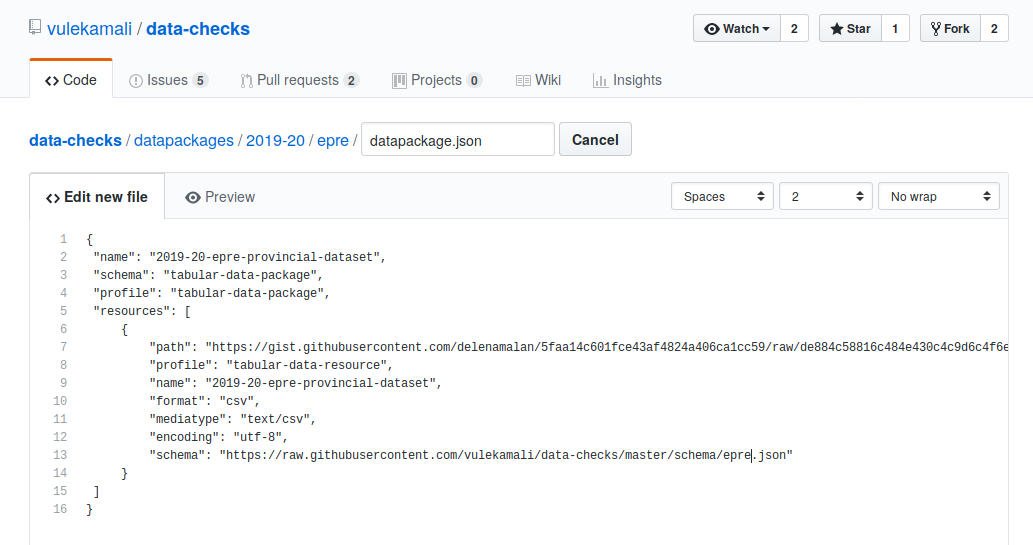 vulekamali / data-checks
Watch 2 Star 1 Fork 2
Code Issues 5 Pull requests 2 Projects 0 Wiki Insights
data-checks / datapackages / 2019-20 / epre / datapackage.json Cancel
Edit new file Preview Spaces 2 No wrap
1 {
2 "name": "2019-20-epre-provincial-dataset",
3 "schema": "tabular-data-package",
4 "profile": "tabular-data-package",
5 "resources": [
6 {
7 "path": "https://gist.githubusercontent.com/delenamalan/5faa14c601fce43af4824a406ca1cc59/raw/de884c58816c484e430c4c9d6c4f6e
8 "profile": "tabular-data-resource",
9 "name": "2019-20-epre-provincial-dataset",
10 "format": "csv",
11 "mediatype": "text/csv",
12 "encoding": "utf-8",
13 "schema": "https://raw.githubusercontent.com/vulekamali/data-checks/master/schema/epre.json"
14 }
15 ]
16 }